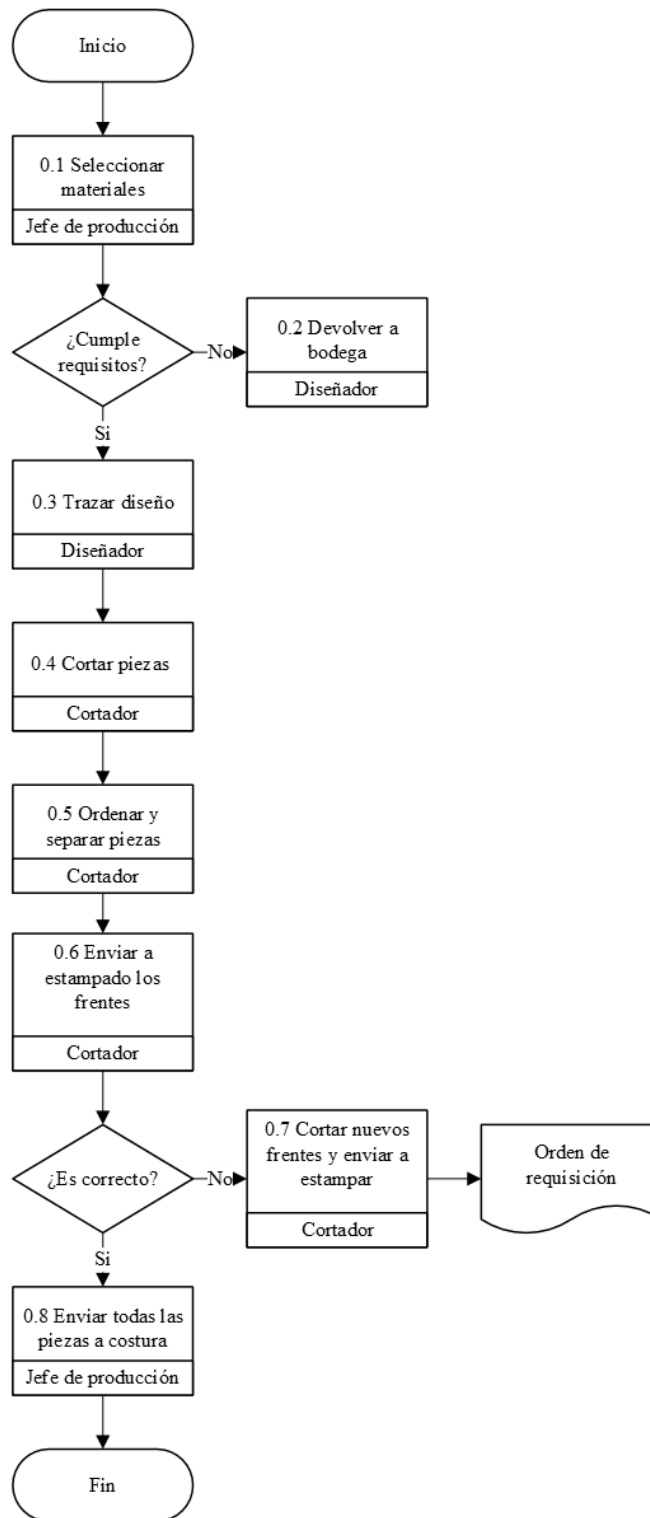 Inicio
0.1 Seleccionar
materiales
Jefe de producción
¿Cumple
requisitos?
No
0.2 Devolver a
bodega
Diseñador
Si
0.3 Trazar diseño
Diseñador
0.4 Cortar piezas
Cortador
0.5 Ordenar y
separar piezas
Cortador
0.6 Enviar a
estampado los
frentes
Cortador
¿Es correcto?
No
0.7 Cortar nuevos
frentes y enviar a
estampar
Cortador
Orden de
requisición
Si
0.8 Enviar todas las
piezas a costura
Jefe de producción
Fin